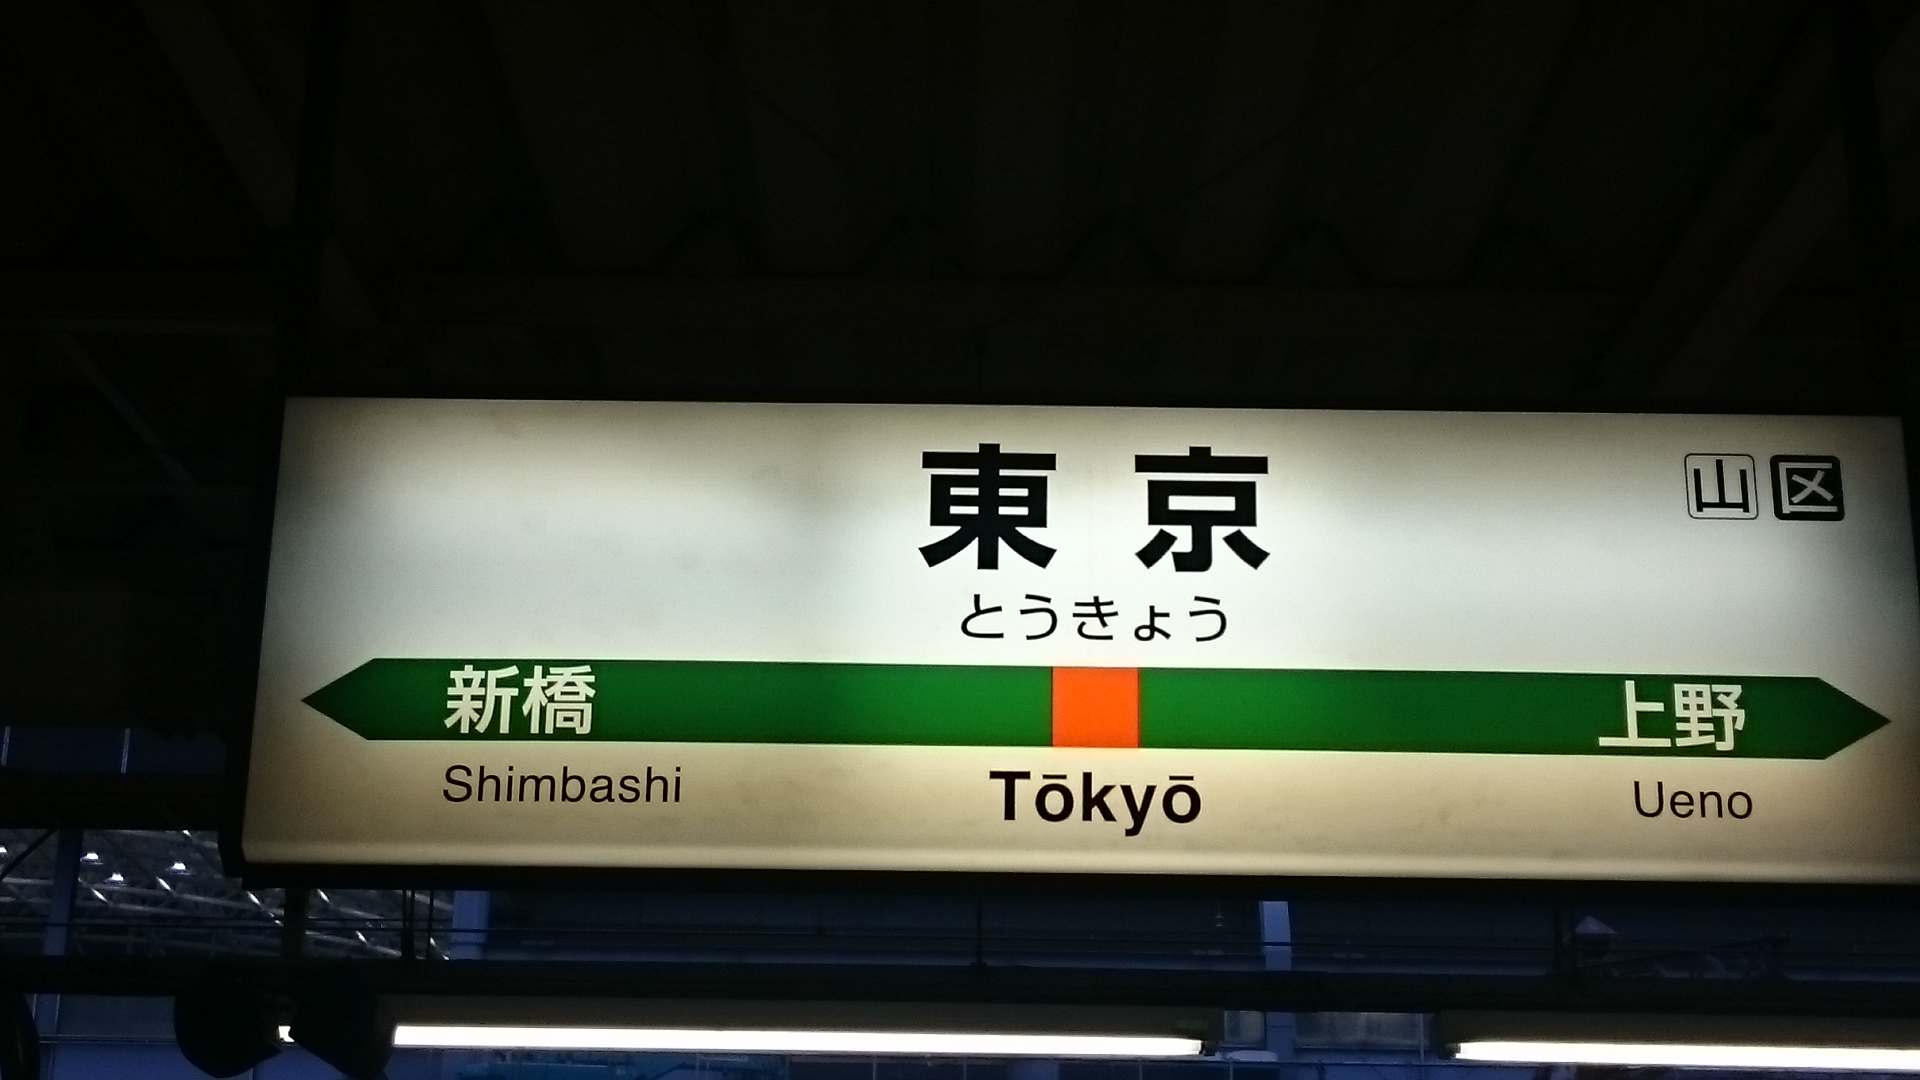 東京
山 区
とうきょう
新橋 上野
Shimbashi Tōkyō Ueno